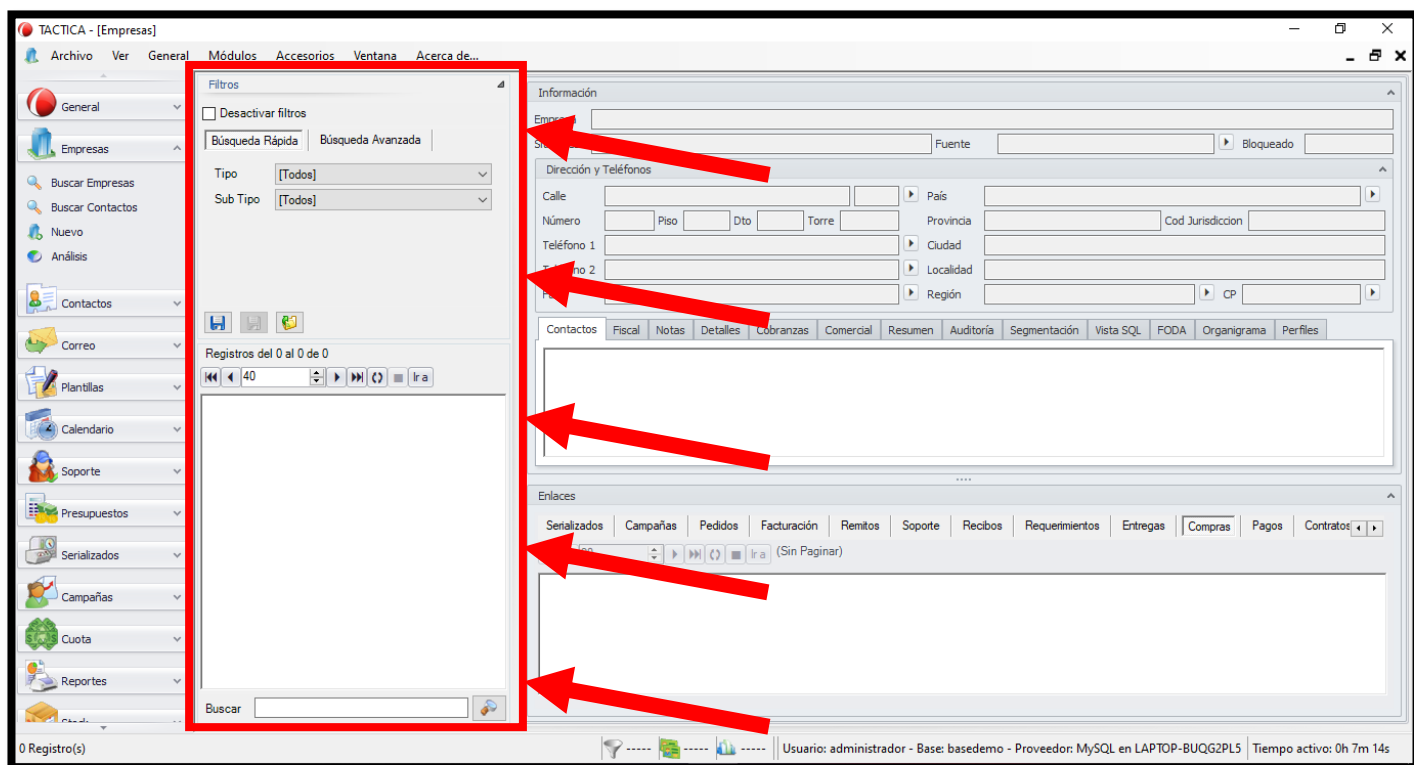 TACTICA - [Empresas]
Archivo Ver General Módulos Accesorios Ventana Acerca de...
General
Empresas
Buscar Empresas
Buscar Contactos
Nuevo
Análisis
Contactos
Correo
Plantillas
Calendario
Soporte
Presupuestos
Serializados
Campañas
Cuota
Reportes
Filtros
Desactivar filtros
Búsqueda Rápida Búsqueda Avanzada
Tipo [Todos]
Sub Tipo [Todos]
Registros del 0 al 0 de 0
40 Ir a
Buscar
Información
Fuente Bloqueado
Dirección y Teléfonos
Calle País
Número Piso Dto Torre Provincia Cod Jurisdiccion
Teléfono 1 Ciudad
2 Localidad
Región CP
Contactos Fiscal Notas Detalles Cobranzas Comercial Resumen Auditoría Segmentación Vista SQL FODA Organigrama Perfiles
Enlaces
Serializados Campañas Pedidos Facturación Remitos Soporte Recibos Requerimientos Entregas Compras Pagos Contratos
Ir a (Sin Paginar)
0 Registro(s) ----- ----- ----- Usuario: administrador - Base: basedemo - Proveedor: MySQL en LAPTOP-BUQG2PL5 Tiempo activo: 0h 7m 14s